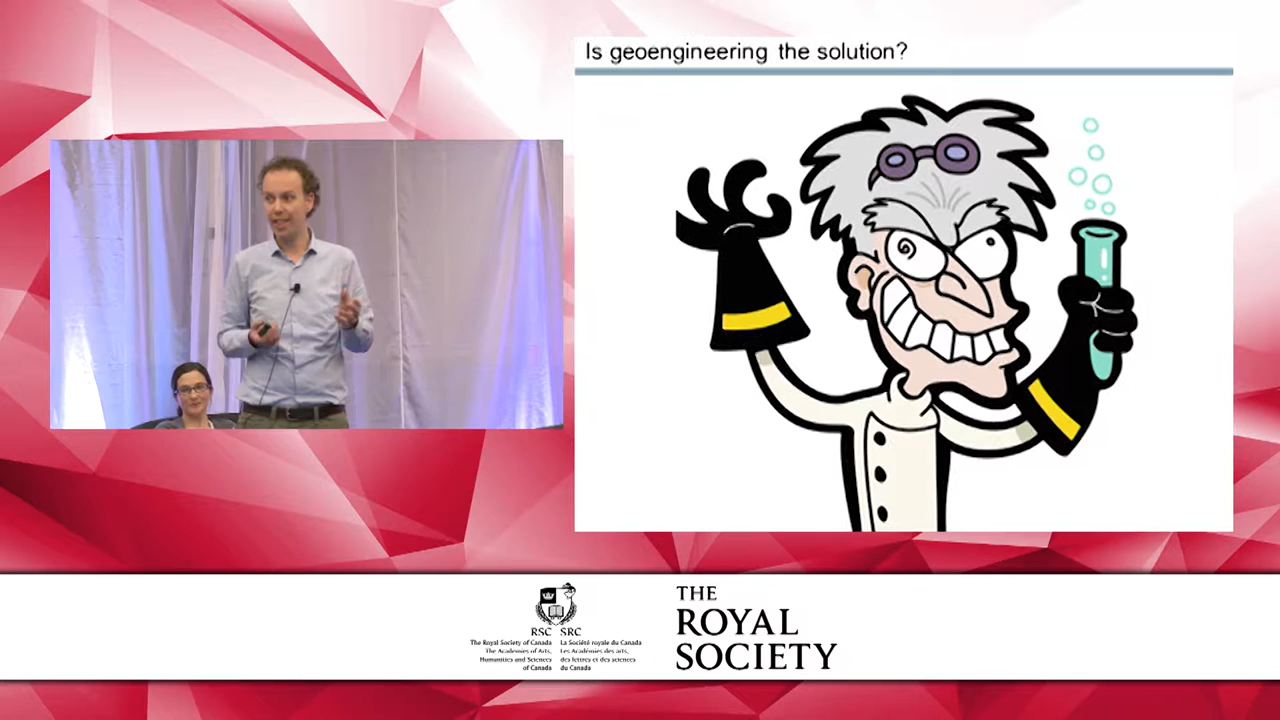 Is geoengineering the solution?
RSC SRC
The Royal Society of Canada
The Academies of Arts,
Humanities and Sciences
of Canada
La Société royale du Canada
Les Académies des arts,
des lettres et des sciences
du Canada
THE
ROYAL
SOCIETY